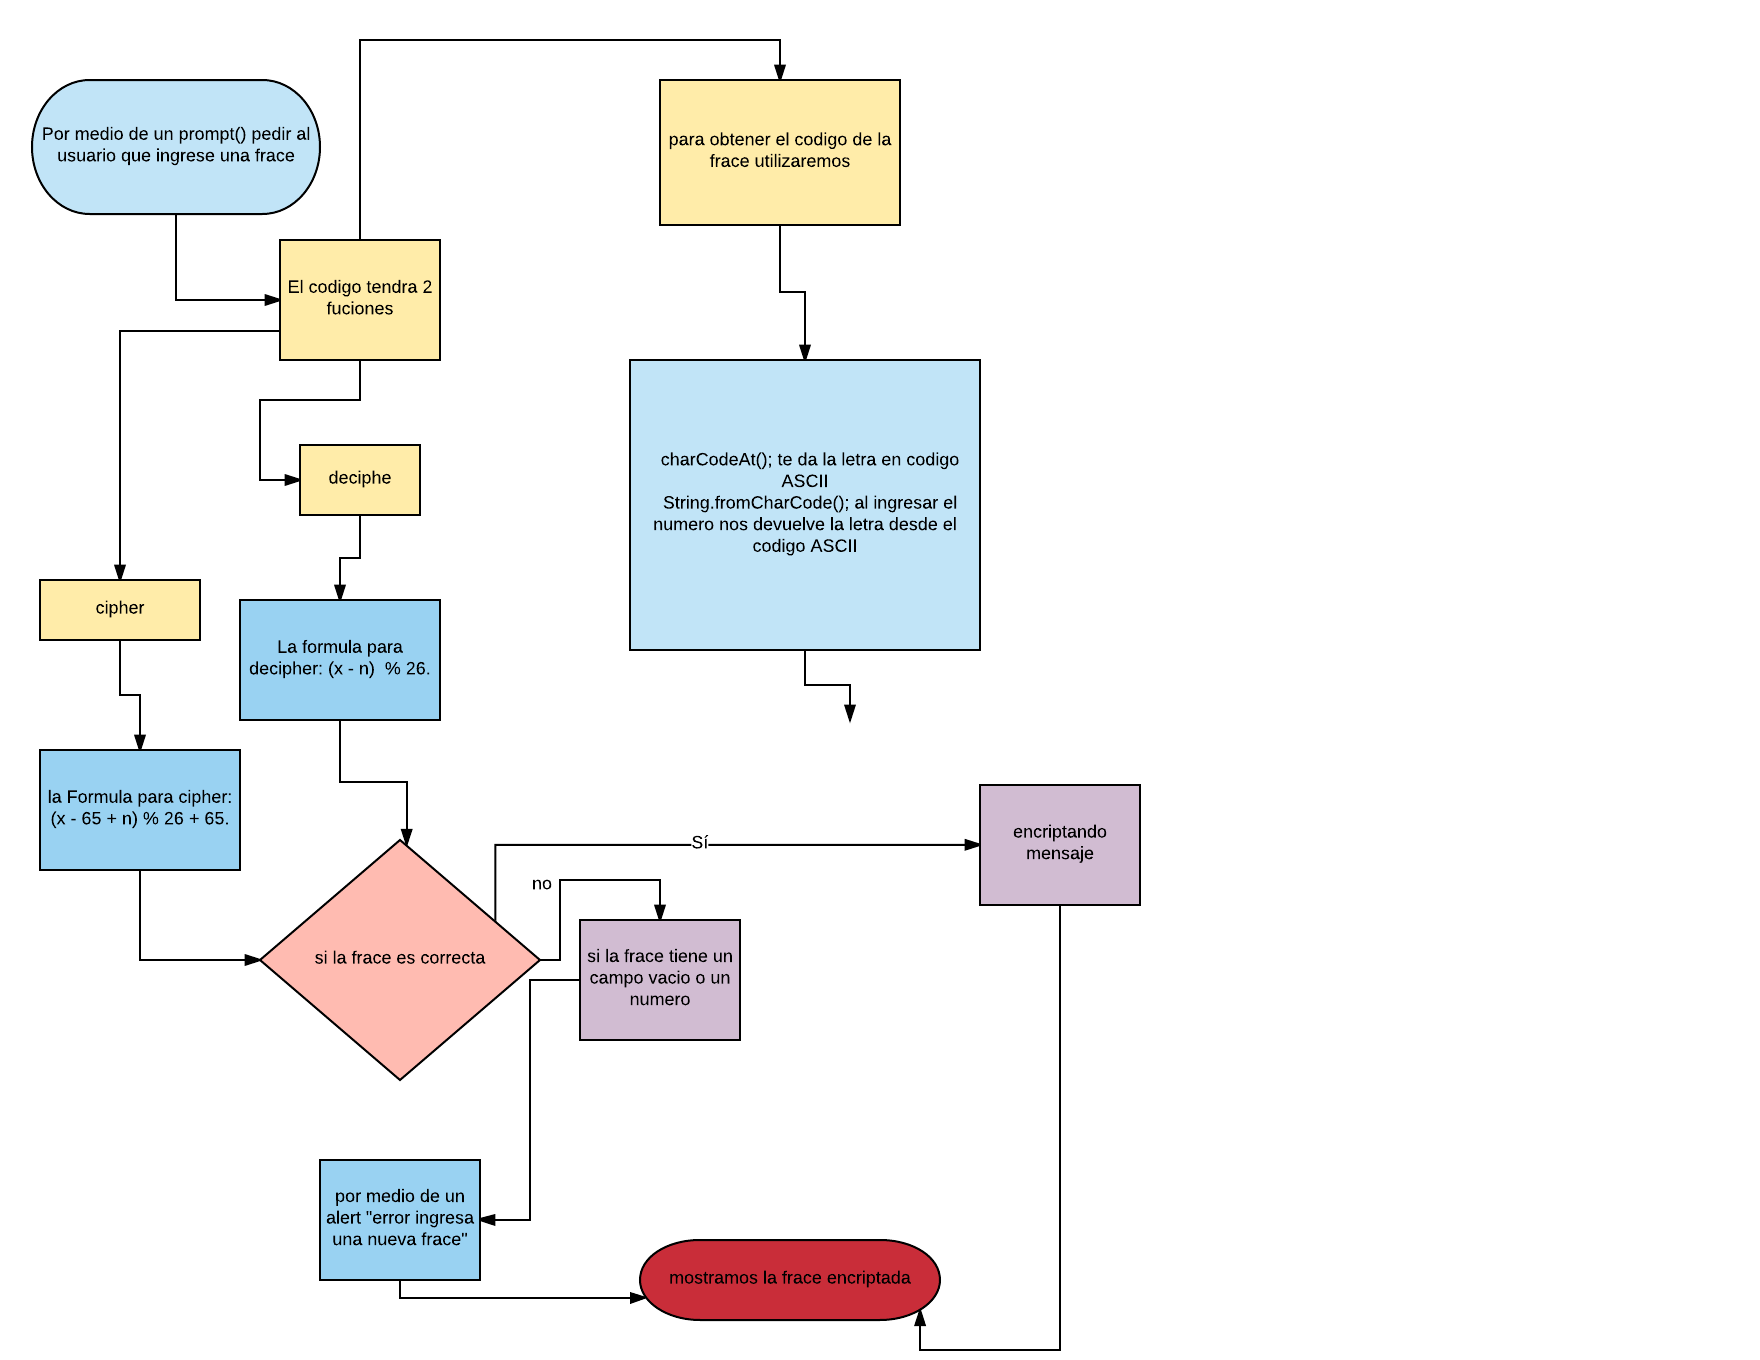 Por medio de un prompt() pedir al
usuario que ingrese una frace
para obtener el codigo de la
frace utilizaremos
El codigo tendra 2
fuciones
deciphe
charCodeAt(); te da la letra en codigo
ASCII
String.fromCharCode(); al ingresar el
numero nos devuelve la letra desde el
codigo ASCII
cipher
La formula para
decipher: (x - n)  % 26.
la Formula para cipher:
(x - 65 + n) % 26 + 65.
Sí
encriptando
mensaje
no
si la frace es correcta
si la frace tiene un
campo vacio o un
numero
por medio de un
alert "error ingresa
una nueva frace"
mostramos la frace encriptada